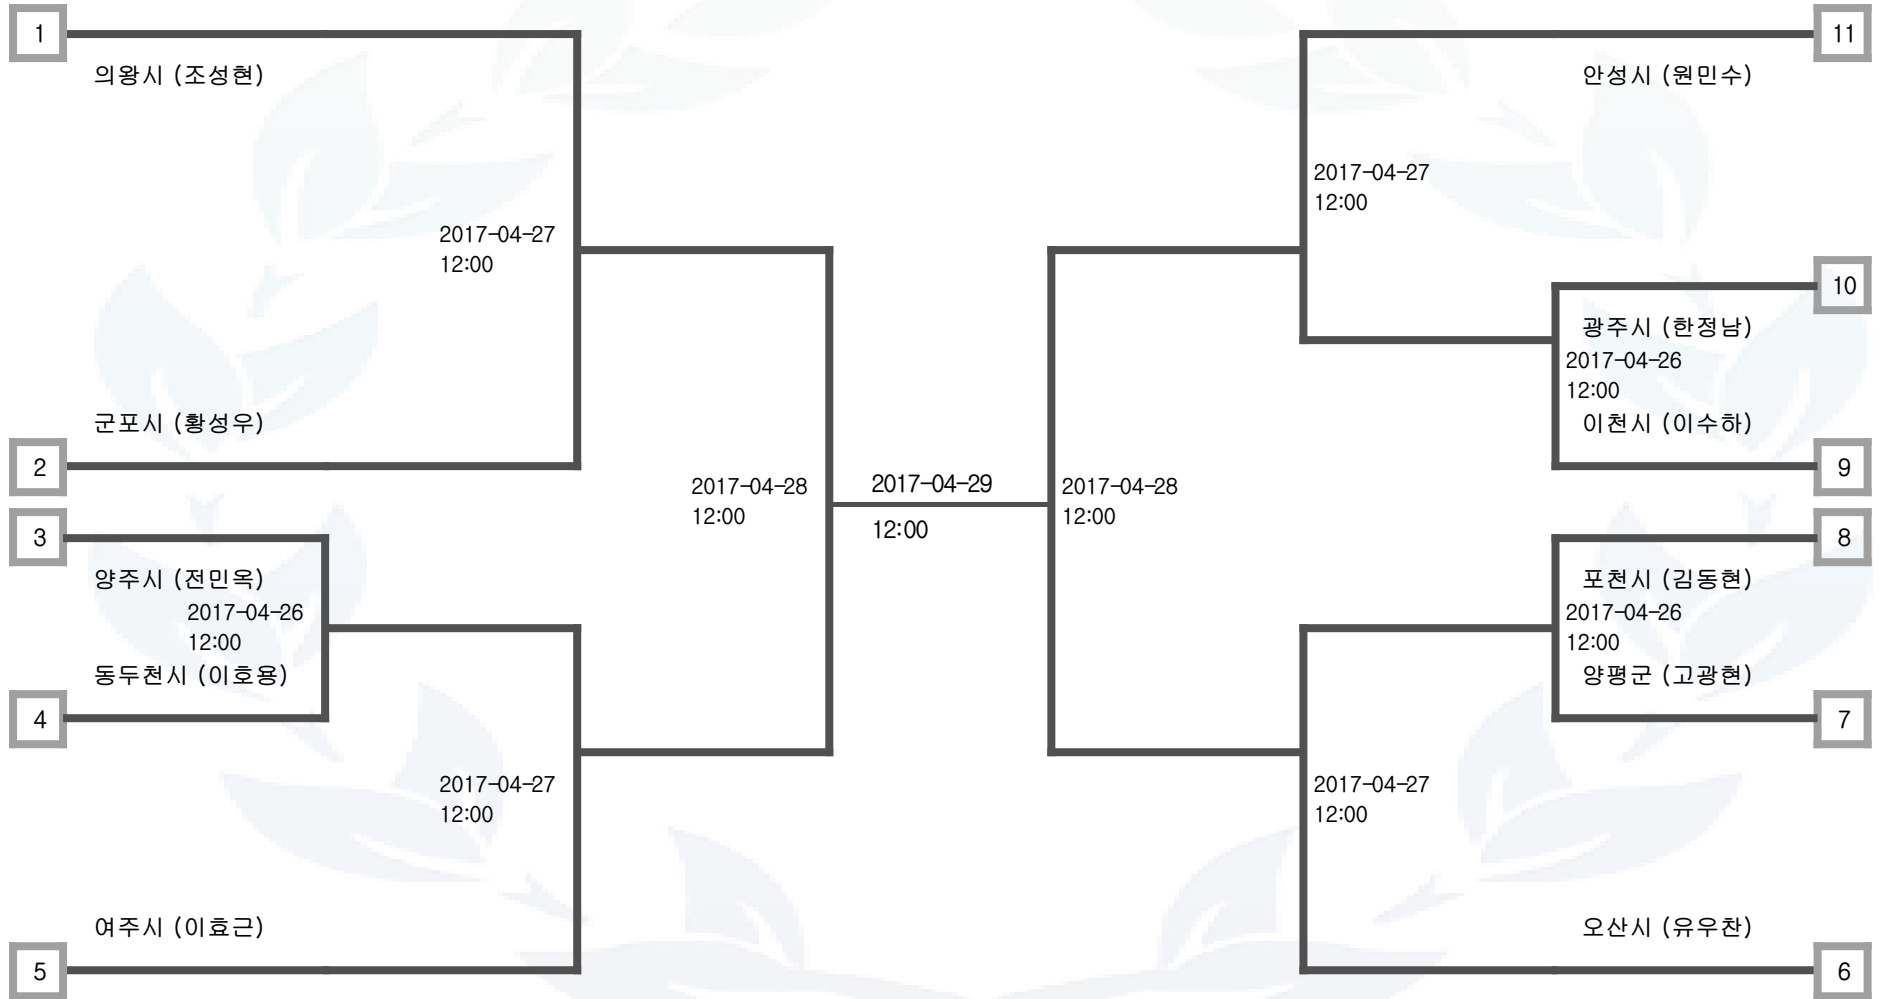 1
의왕시 (조성현)
2017-04-27
12:00
군포시 (황성우)
2
3
양주시 (전민옥)
2017-04-26
12:00
동두천시 (이호용)
4
2017-04-27
12:00
여주시 (이효근)
5
2017-04-28
12:00
2017-04-29
12:00
2017-04-28
12:00
11
안성시 (원민수)
2017-04-27
12:00
10
광주시 (한정남)
2017-04-26
12:00
이천시 (이수하)
9
8
포천시 (김동현)
2017-04-26
12:00
양평군 (고광현)
7
2017-04-27
12:00
오산시 (유우찬)
6